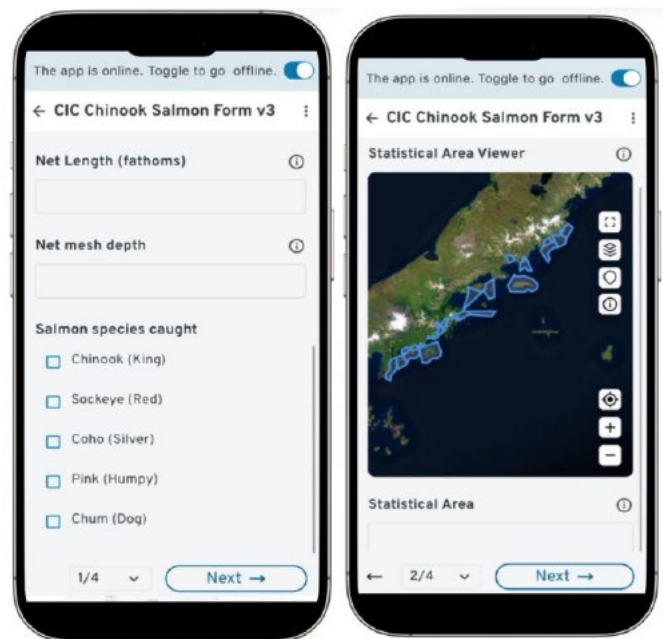 The app is online. Toggle to go offline.
← CIC Chinook Salmon Form v3
Net Length (fathoms)
Net mesh depth
Salmon species caught
Chinook (King)
Sockeye (Red)
Coho (Silver)
Pink (Humpy)
Chum (Dog)
1/4
Next →
The app is online. Toggle to go offline.
← CIC Chinook Salmon Form v3
Statistical Area Viewer
Statistical Area
← 2/4
Next →